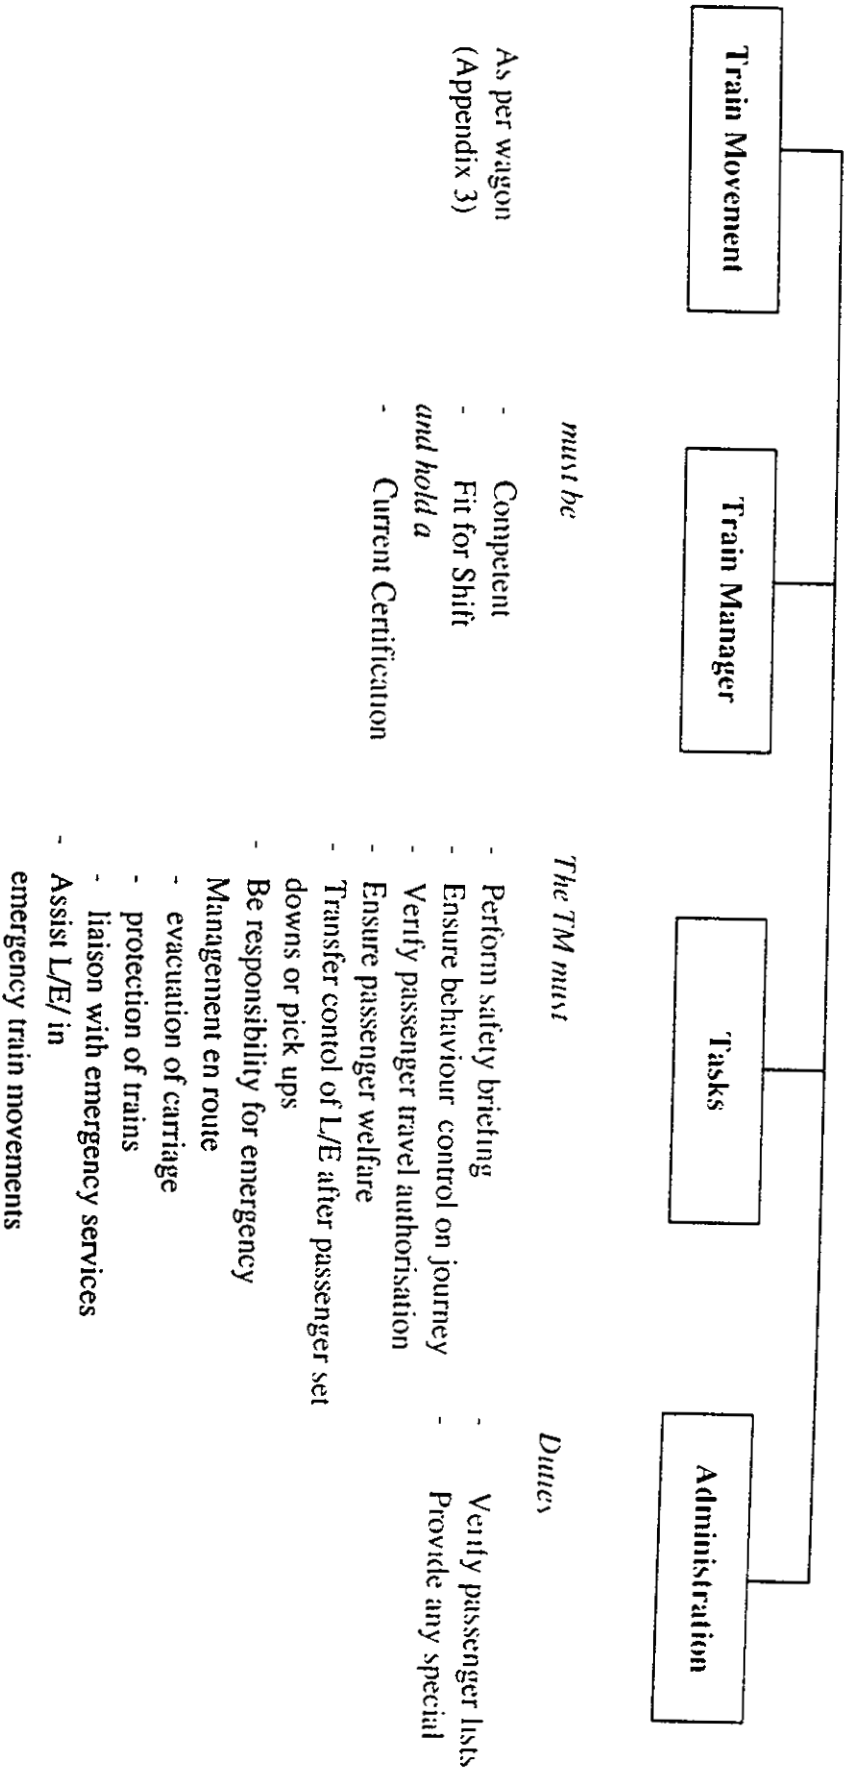 Train Movement
As per wagon
(Appendix 3)
Train Manager
must be
- Competent
- Fit for Shift
and hold a
- Current Certification
Tasks
The TM must
- Perform safety briefing
- Ensure behaviour control on journey
- Verify passenger travel authorisation
- Ensure passenger welfare
- Transfer contol of L/E after passenger set
downs or pick ups
- Be responsibility for emergency
Management en route
- evacuation of carriage
- protection of trains
- liaison with emergency services
- Assist L/E/ in
emergency train movements
Administration
Duties
- Verify passenger lists
- Provide any special